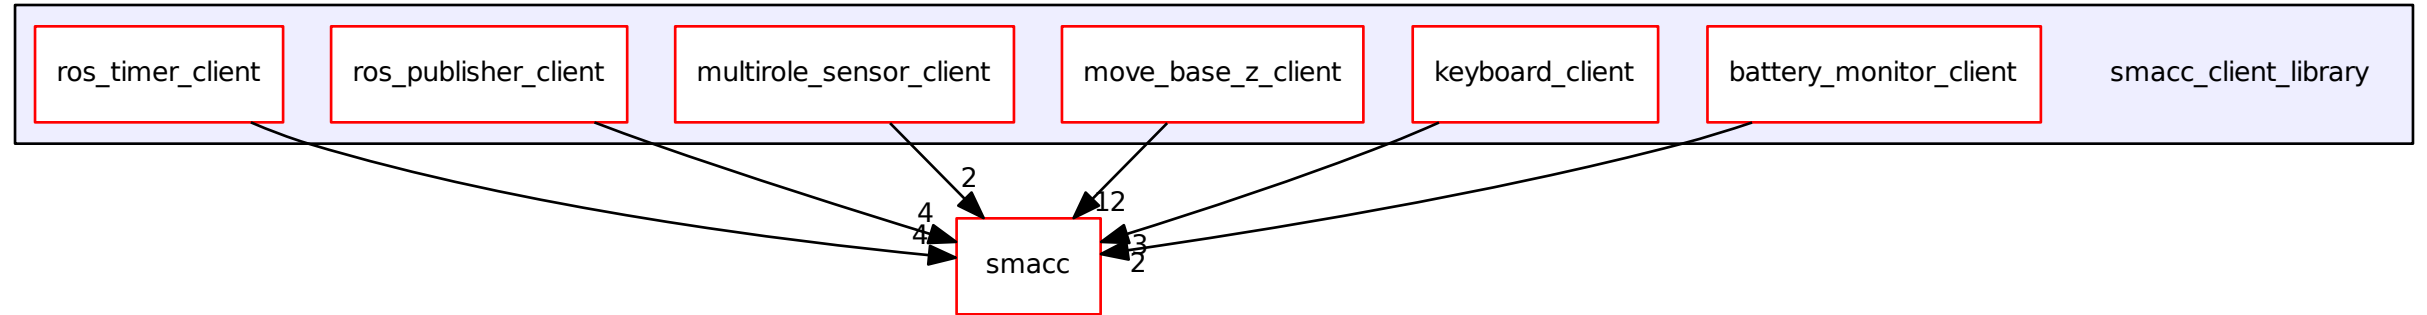 ros_timer_client
ros_publisher_client
multirole_sensor_client
move_base_z_client
keyboard_client
battery_monitor_client
smacc_client_library
2
12
4
4
3
2
smacc